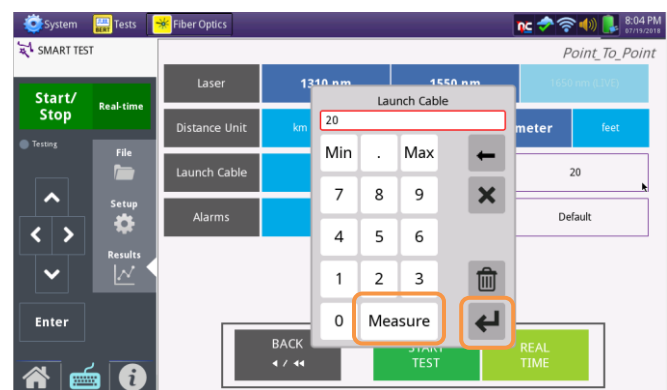 System Tests Fiber Optics 8:04 PM
07/19/2018
SMART TEST
Point_To_Point
Start/
Stop
Real-time
Testing
File
Setup
Results
Enter
Laser 1310 nm 1550 nm 1650 nm (LIVE)
Distance Unit km meter feet
Launch Cable 20
Alarms Default
Launch Cable
20
Min . Max
7 8 9
4 5 6
1 2 3
0 Measure
BACK
START
TEST
REAL
TIME